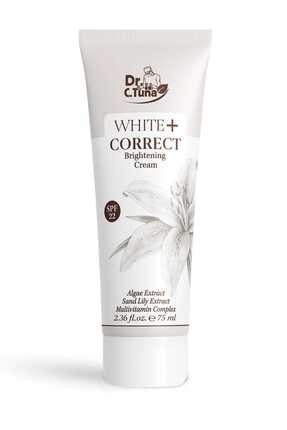 Dr.
C.Tuna
WHITE+
CORRECT
Brightening
Cream
SPF
22
Algae Extract
Sand Lily Extract
Multivitamin Complex
2.36 fl.oz. e 75 ml